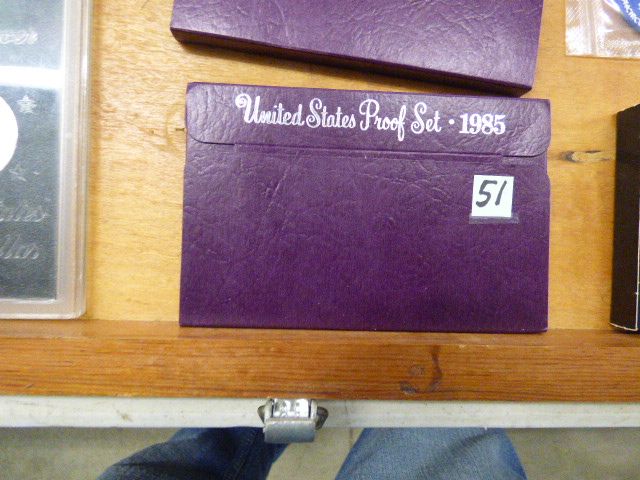 United States Proof Set · 1985
51